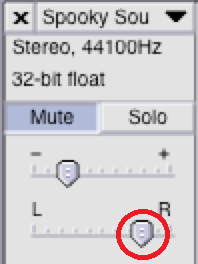 × Spooky Sou ▼
Stereo, 44100Hz
32-bit float
Mute Solo
− +
L R